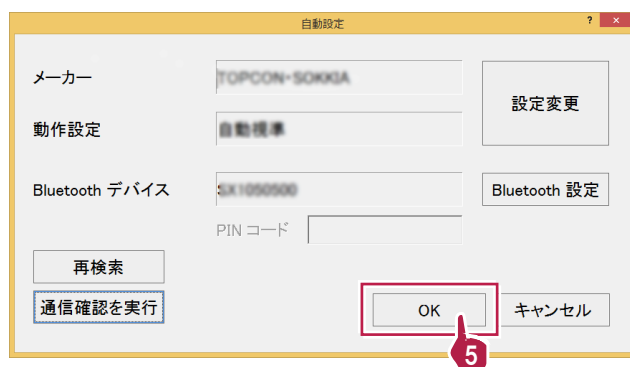 自動設定
? ×
メーカー
TOPCON-SOKKIA
設定変更
動作設定
自動視準
Bluetooth デバイス
Bluetooth 設定
PIN コード
再検索
通信確認を実行
OK
キャンセル
5